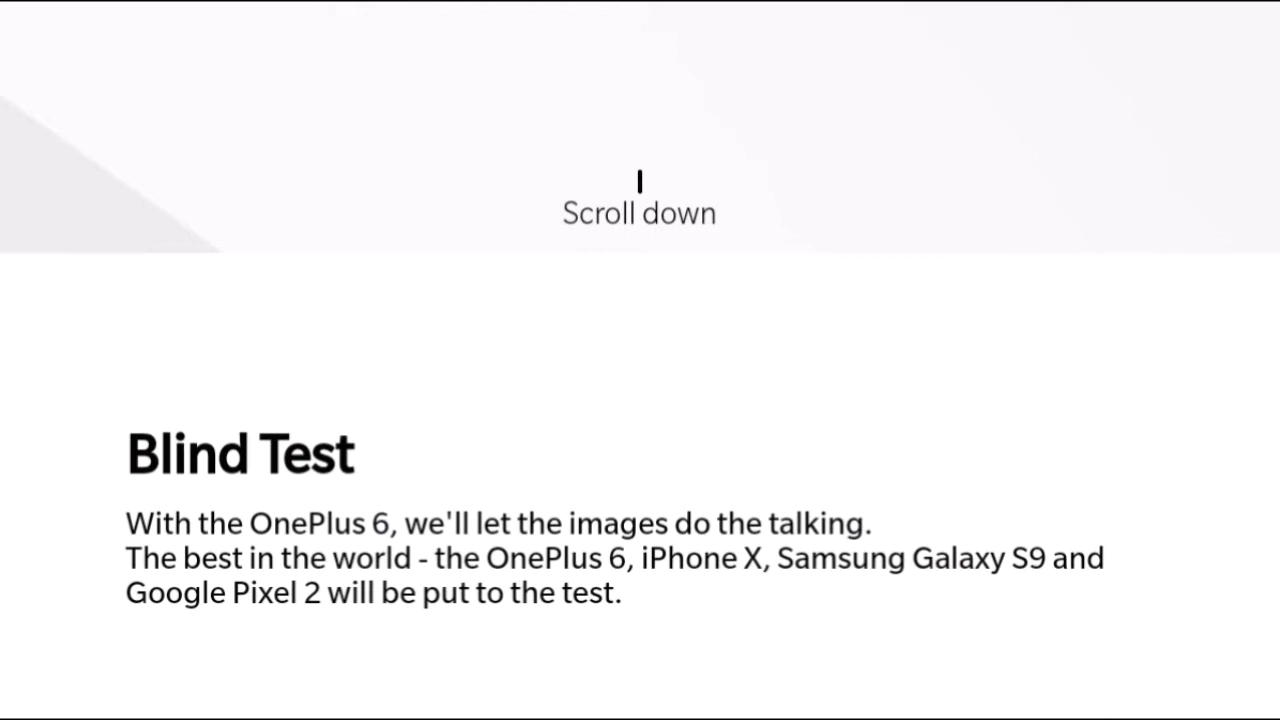 Scroll down
Blind Test
With the OnePlus 6, we'll let the images do the talking.
The best in the world - the OnePlus 6, iPhone X, Samsung Galaxy S9 and
Google Pixel 2 will be put to the test.